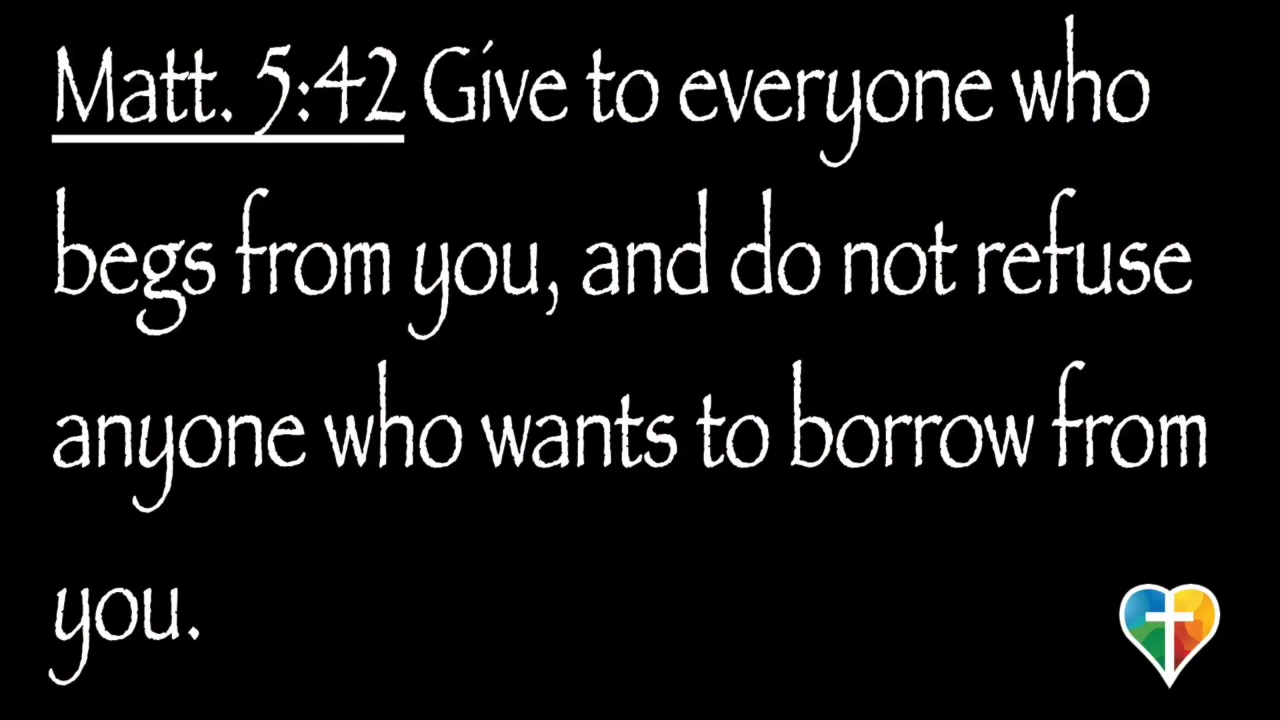 Matt. 5:42 Give to everyone who
begs from you, and do not refuse
anyone who wants to borrow from
you.